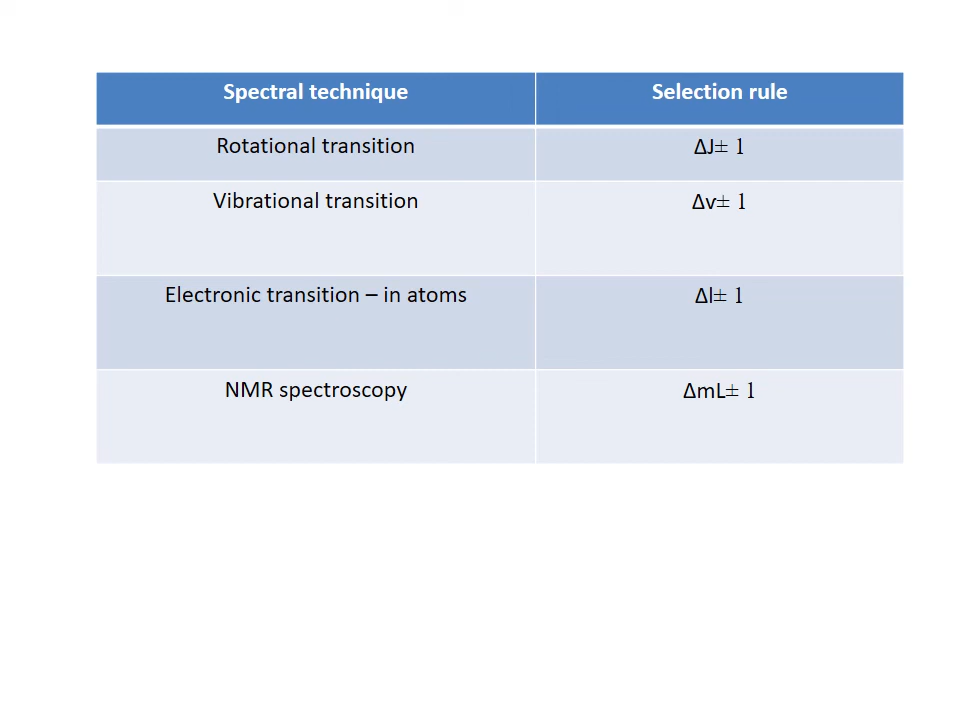 Spectral technique Selection rule
Rotational transition ΔJ± 1
Vibrational transition Δv± 1
Electronic transition – in atoms Δl± 1
NMR spectroscopy ΔmL± 1